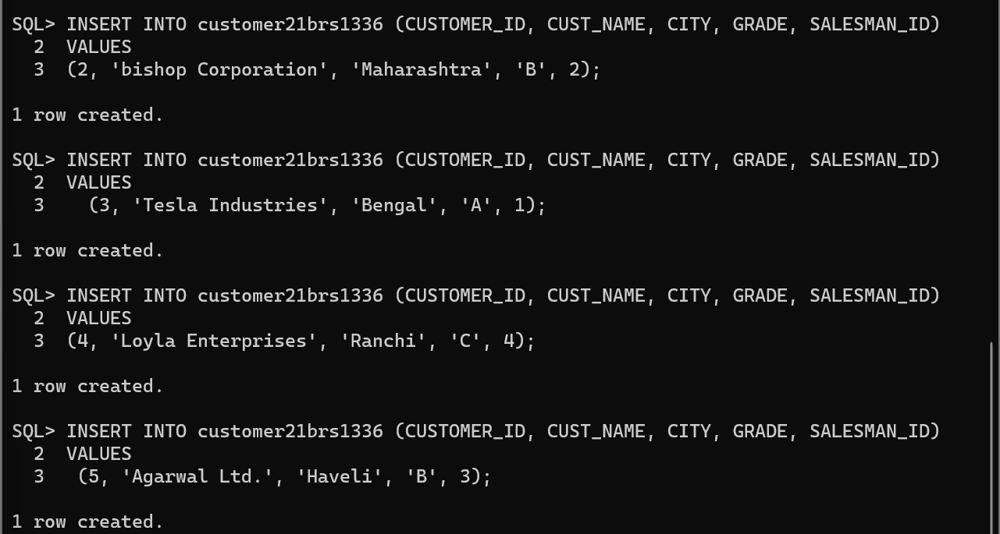 SQL> INSERT INTO customer21brs1336 (CUSTOMER_ID, CUST_NAME, CITY, GRADE, SALESMAN_ID)
  2  VALUES
  3  (2, 'bishop Corporation', 'Maharashtra', 'B', 2);

1 row created.

SQL> INSERT INTO customer21brs1336 (CUSTOMER_ID, CUST_NAME, CITY, GRADE, SALESMAN_ID)
  2  VALUES
  3    (3, 'Tesla Industries', 'Bengal', 'A', 1);

1 row created.

SQL> INSERT INTO customer21brs1336 (CUSTOMER_ID, CUST_NAME, CITY, GRADE, SALESMAN_ID)
  2  VALUES
  3  (4, 'Loyla Enterprises', 'Ranchi', 'C', 4);

1 row created.

SQL> INSERT INTO customer21brs1336 (CUSTOMER_ID, CUST_NAME, CITY, GRADE, SALESMAN_ID)
  2  VALUES
  3   (5, 'Agarwal Ltd.', 'Haveli', 'B', 3);

1 row created.